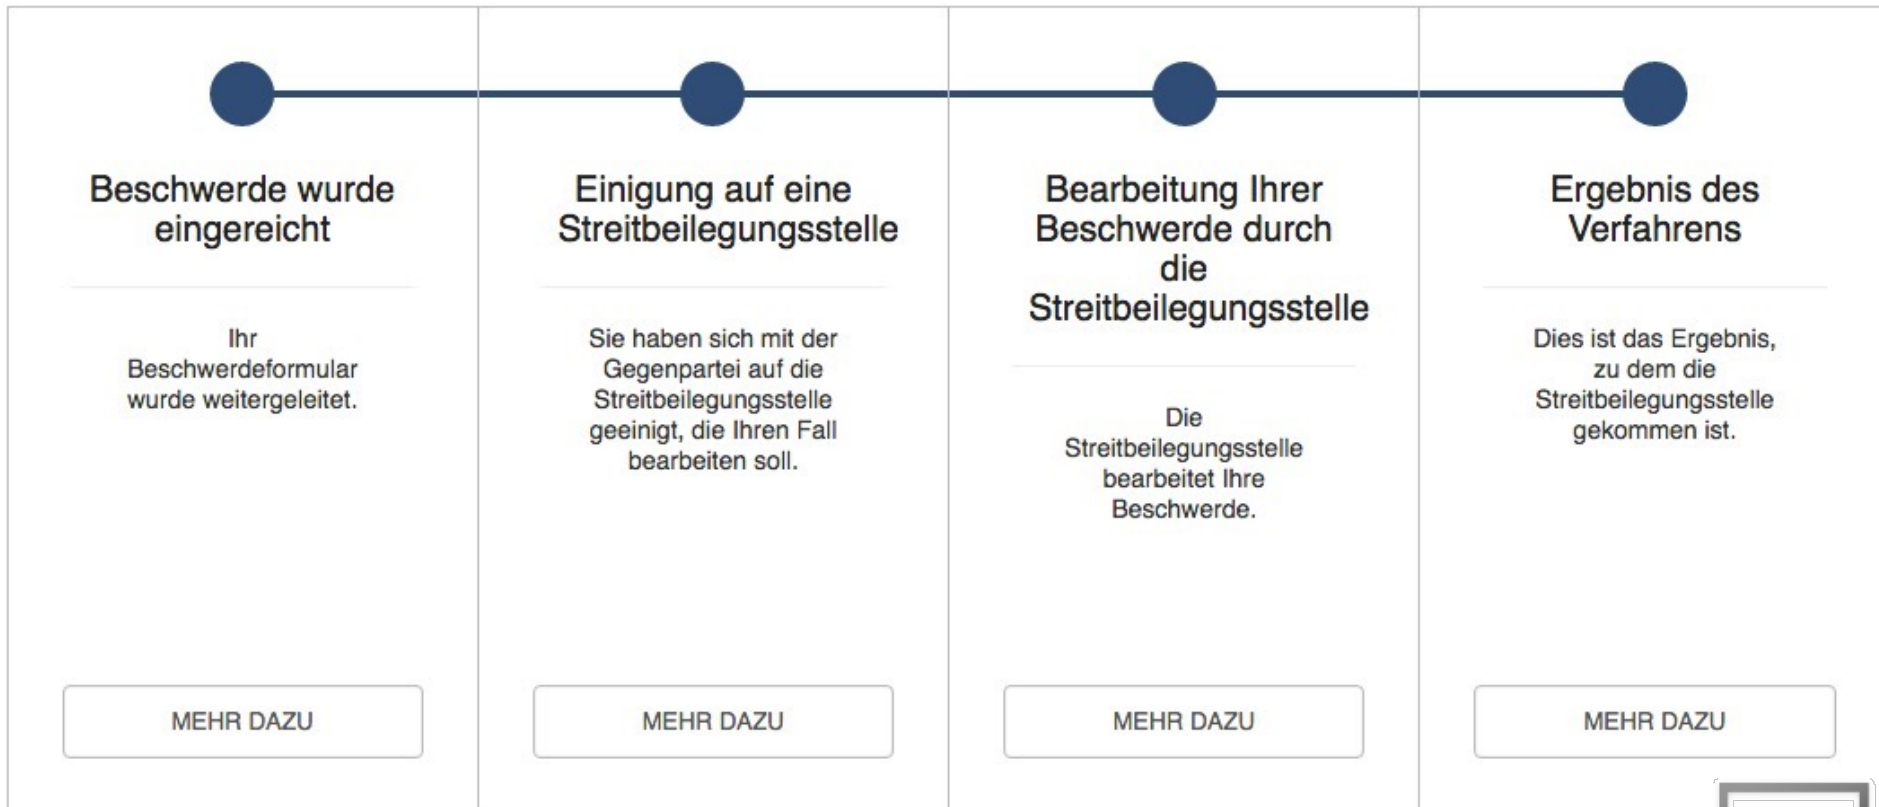 Beschwerde wurde
eingereicht
Ihr
Beschwerdeformular
wurde weitergeleitet.
MEHR DAZU
Einigung auf eine
Streitbeilegungsstelle
Sie haben sich mit der
Gegenpartei auf die
Streitbeilegungsstelle
geeinigt, die Ihren Fall
bearbeiten soll.
MEHR DAZU
Bearbeitung Ihrer
Beschwerde durch
die
Streitbeilegungsstelle
Die
Streitbeilegungsstelle
bearbeitet Ihre
Beschwerde.
MEHR DAZU
Ergebnis des
Verfahrens
Dies ist das Ergebnis,
zu dem die
Streitbeilegungsstelle
gekommen ist.
MEHR DAZU